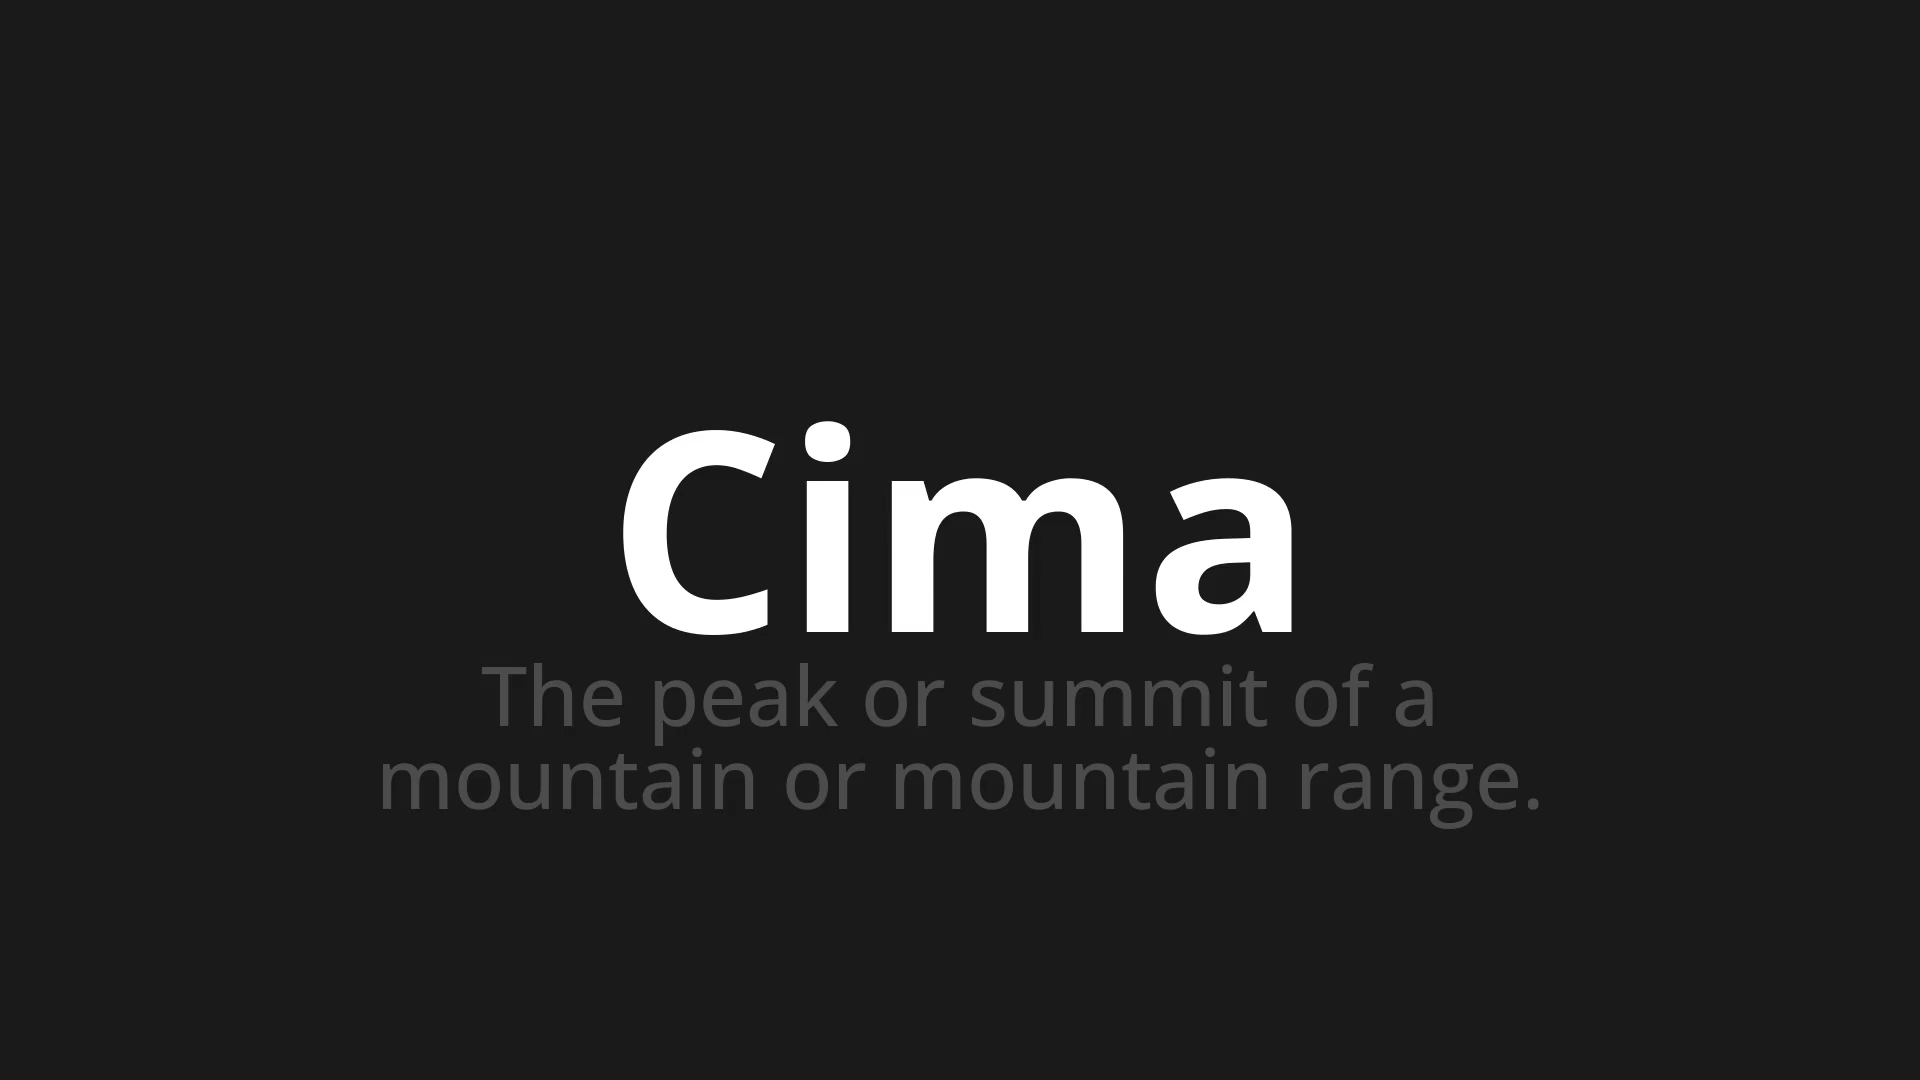 Cima
The peak or summit of a
mountain or mountain range.